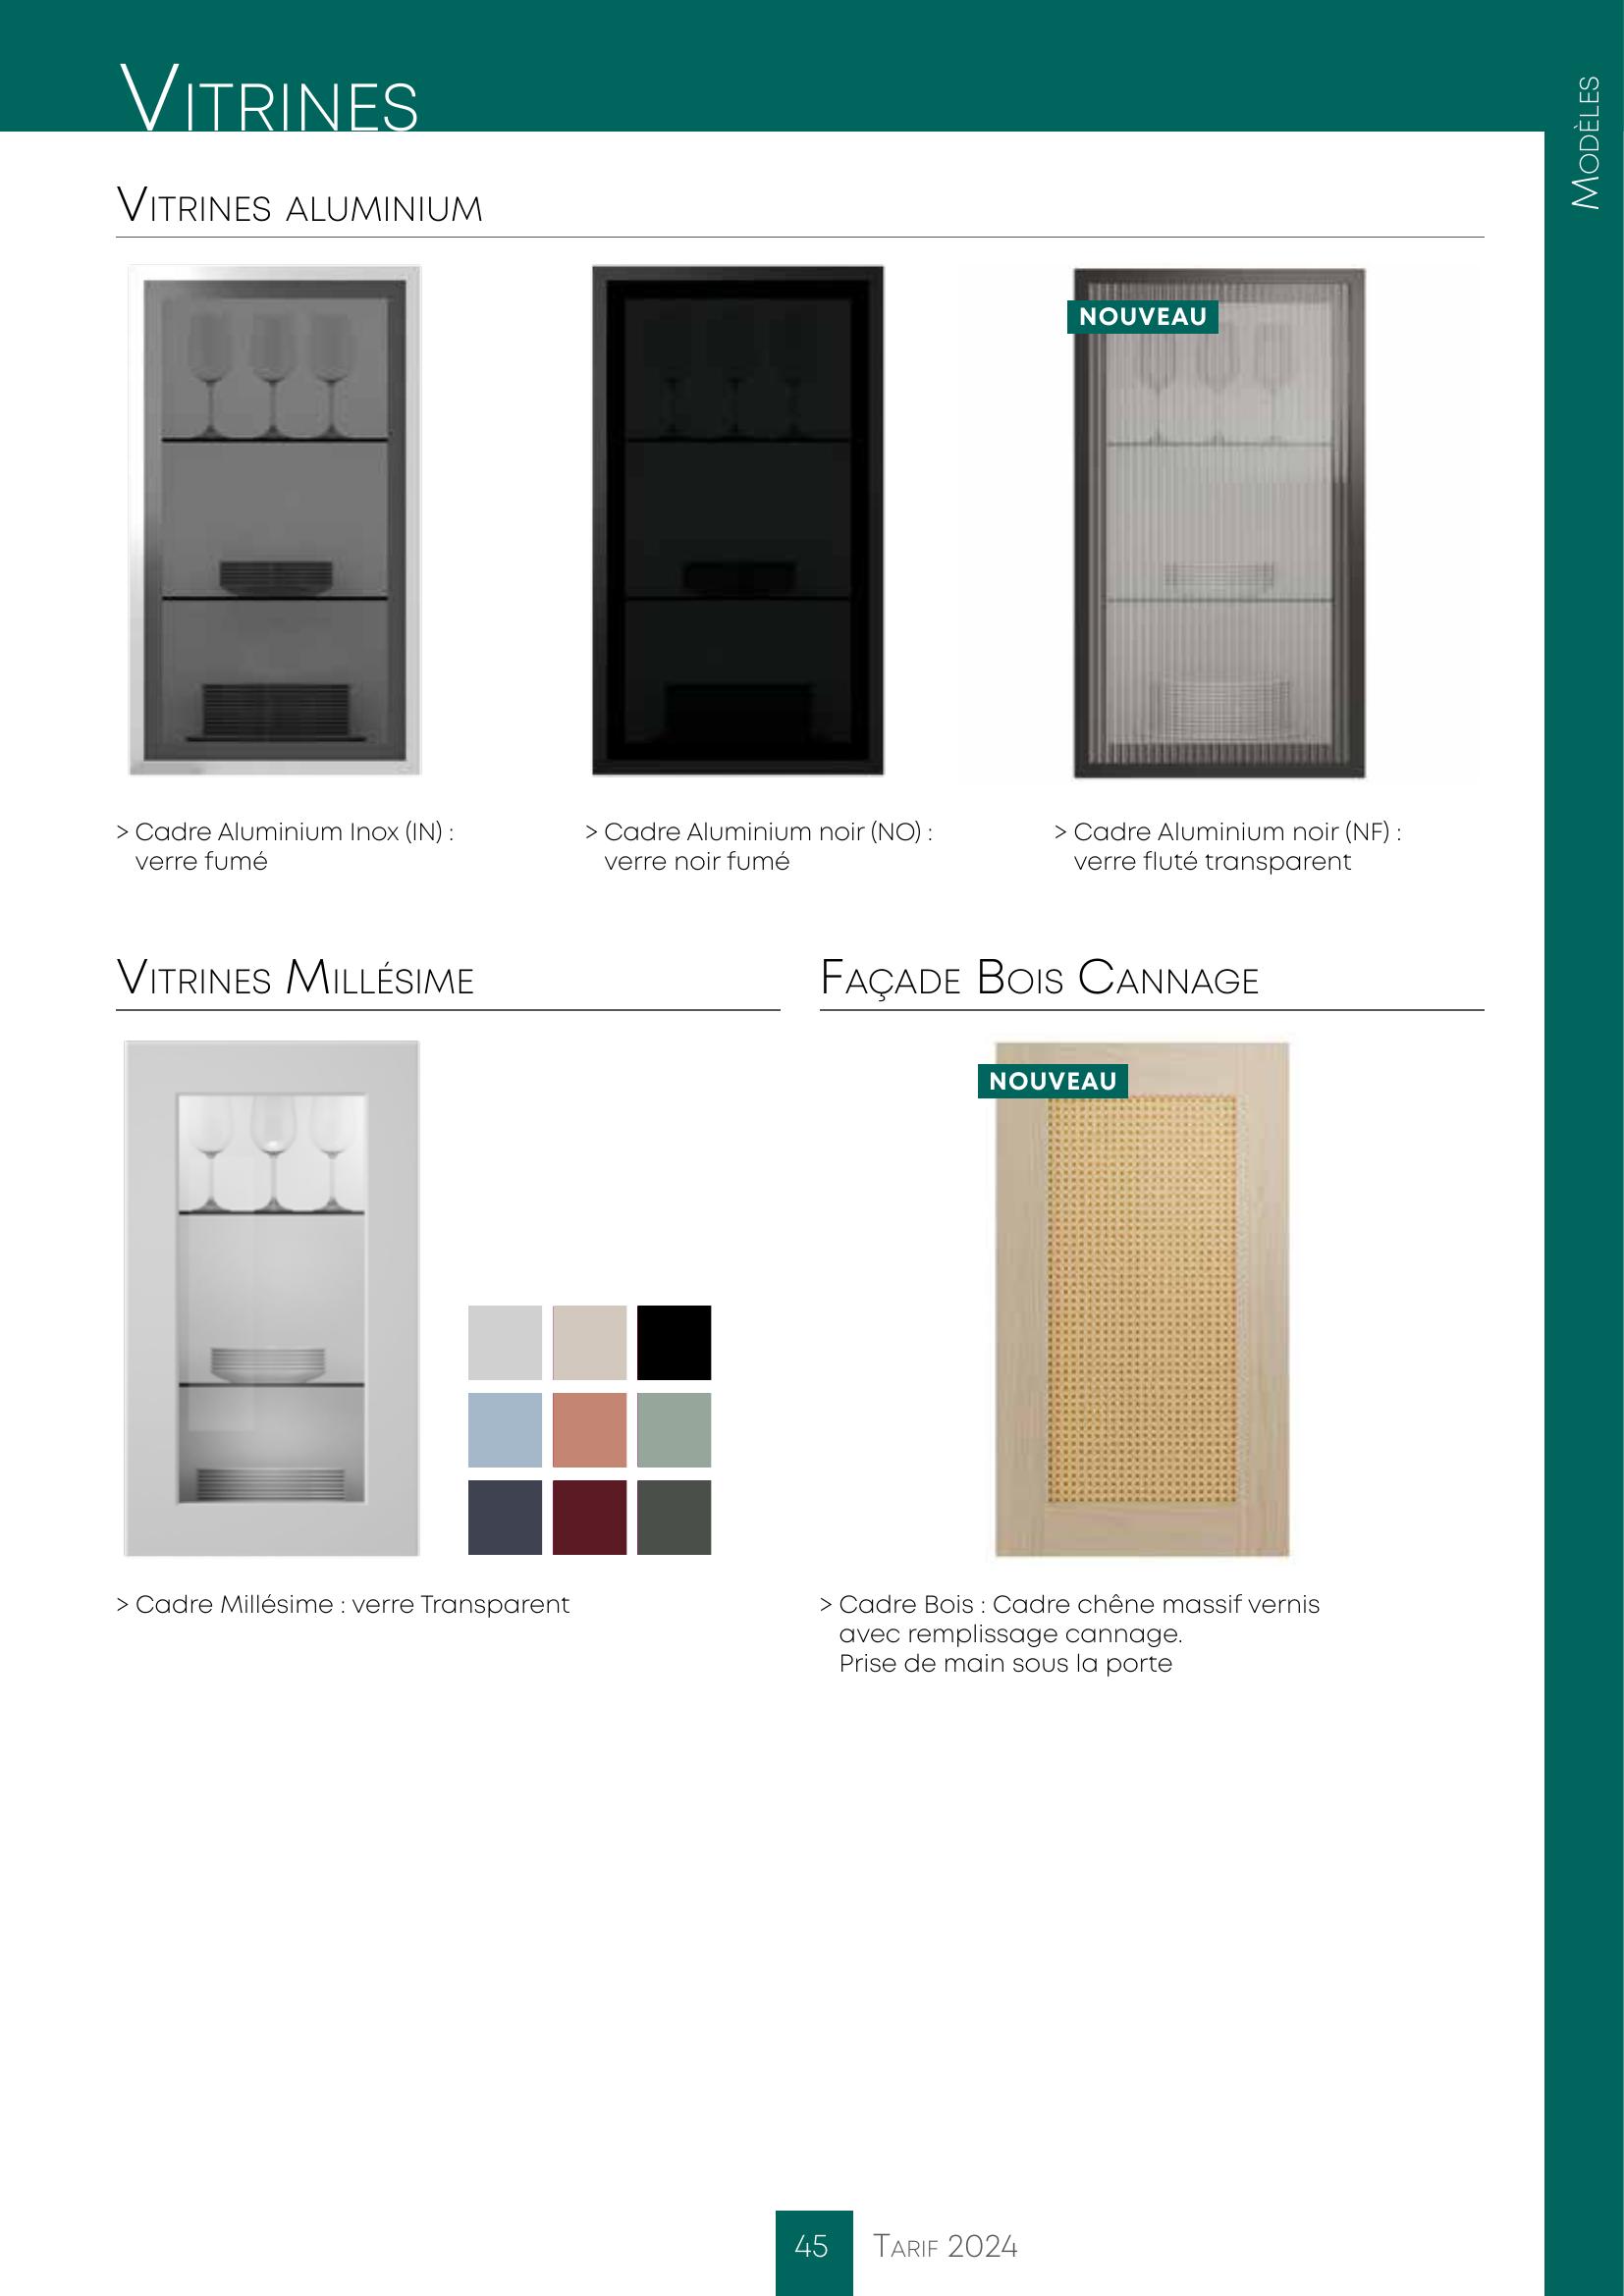 Vitrines
Modèles
Vitrines aluminium
NOUVEAU
> Cadre Aluminium Inox (IN) :
verre fumé
> Cadre Aluminium noir (NO) :
verre noir fumé
> Cadre Aluminium noir (NF) :
verre fluté transparent
Vitrines Millésime
Façade Bois Cannage
NOUVEAU
> Cadre Millésime : verre Transparent
> Cadre Bois : Cadre chêne massif vernis
avec remplissage cannage.
Prise de main sous la porte
45 Tarif 2024